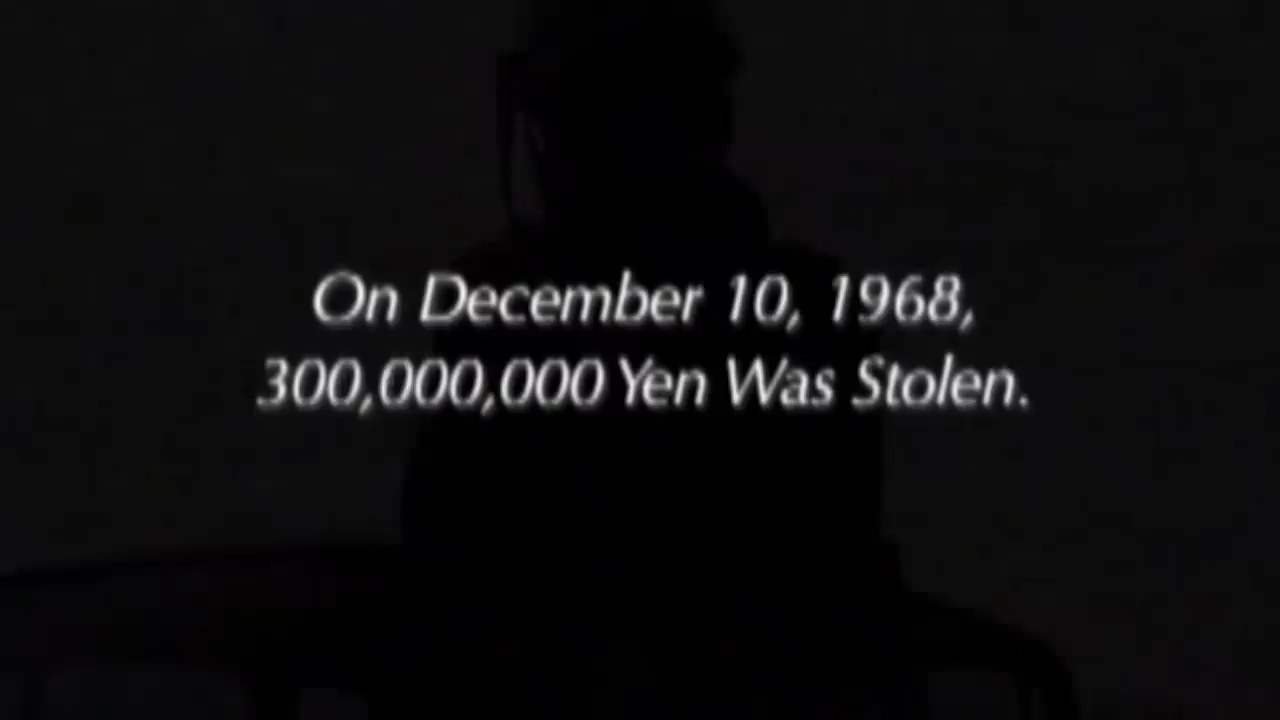 On December 10, 1968,
300,000,000 Yen Was Stolen.